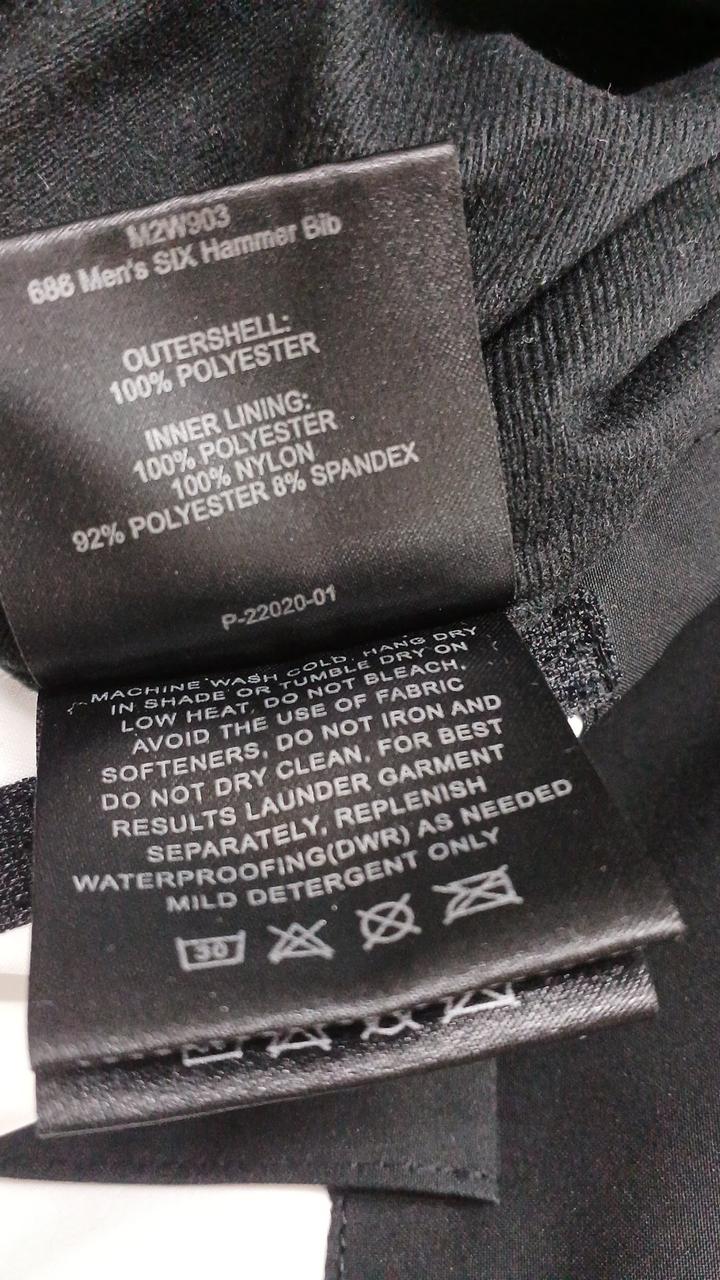 M2W903
686 Men's SIX Hammer Bib
OUTERSHELL:
100% POLYESTER
INNER LINING:
100% POLYESTER
100% NYLON
92% POLYESTER 8% SPANDEX
P-22020-01
MACHINE WASH COLD, HANG DRY
IN SHADE OR TUMBLE DRY ON
LOW HEAT, DO NOT BLEACH,
AVOID THE USE OF FABRIC
SOFTENERS, DO NOT IRON AND
DO NOT DRY CLEAN, FOR BEST
RESULTS LAUNDER GARMENT
SEPARATELY, REPLENISH
WATERPROOFING(DWR) AS NEEDED
MILD DETERGENT ONLY
30